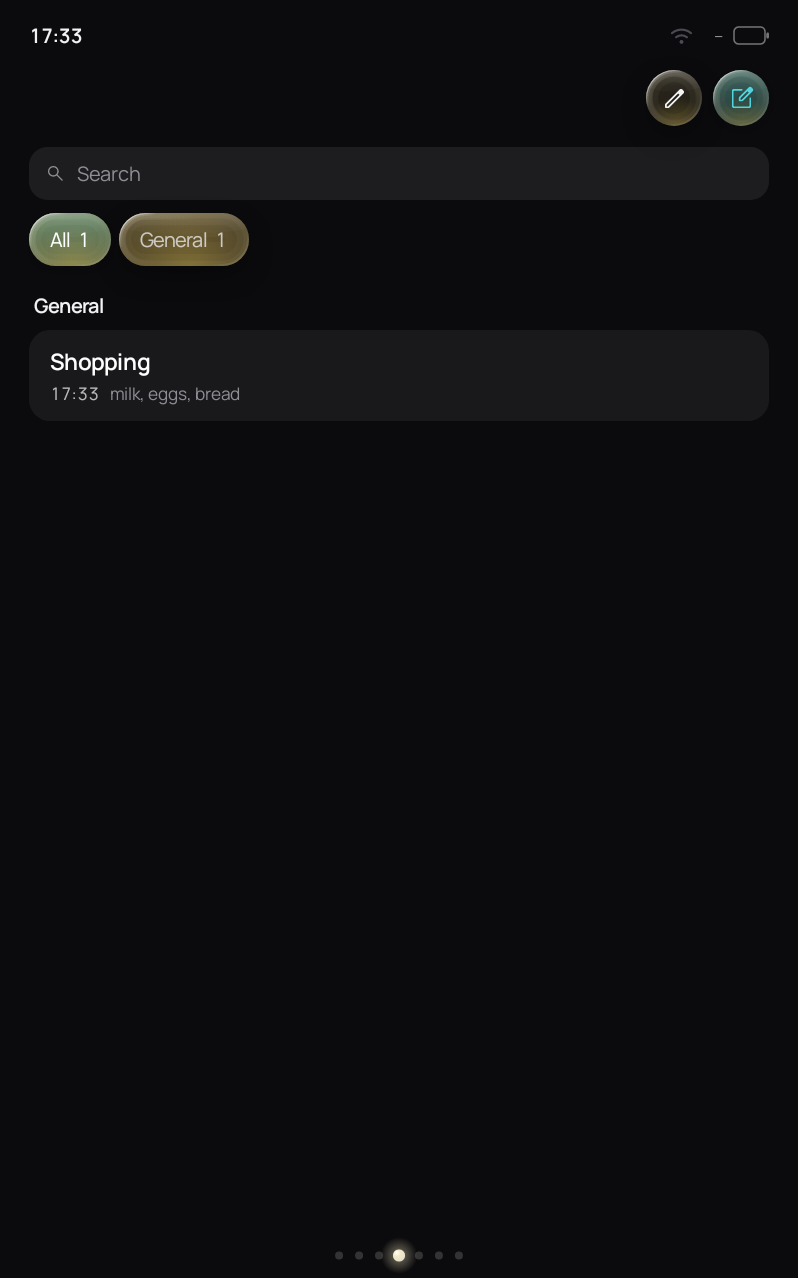 17:33
Search
All 1
General 1
General
Shopping
17:33 milk, eggs, bread